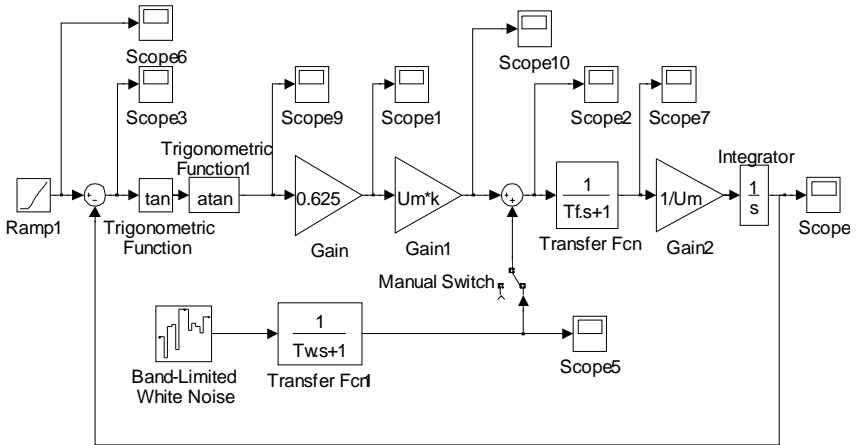 Scope6
Scope3
Scope10
Trigonometric
Function1
Scope9
Scope1
Scope2
Scope7
Integrator
Ramp1
+
-
tan
atan
0.625
Um*k
+
+
1
Tf.s+1
1/Um
1
s
Scope
Trigonometric
Function
Gain
Gain1
Transfer Fcn
Gain2
Manual Switch
1
Tw.s+1
Band-Limited
White Noise
Transfer Fcn1
Scope5